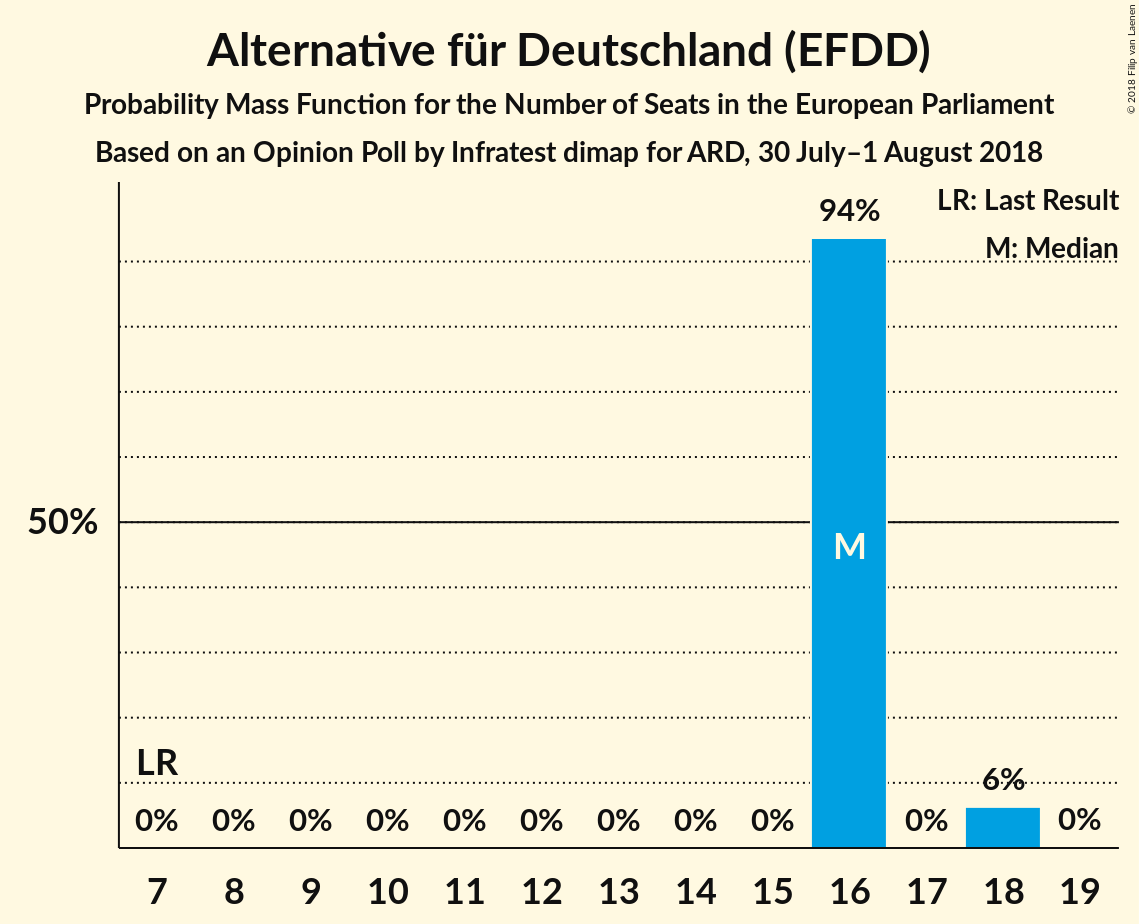 Alternative für Deutschland (EFDD)
Probability Mass Function for the Number of Seats in the European Parliament
Based on an Opinion Poll by Infratest dimap for ARD, 30 July–1 August 2018
© 2018 Filip van Laenen
LR: Last Result
M: Median
94%
50%
M
LR
6%
0% 0% 0% 0% 0% 0% 0% 0% 0% 0% 0%
7 8 9 10 11 12 13 14 15 16 17 18 19